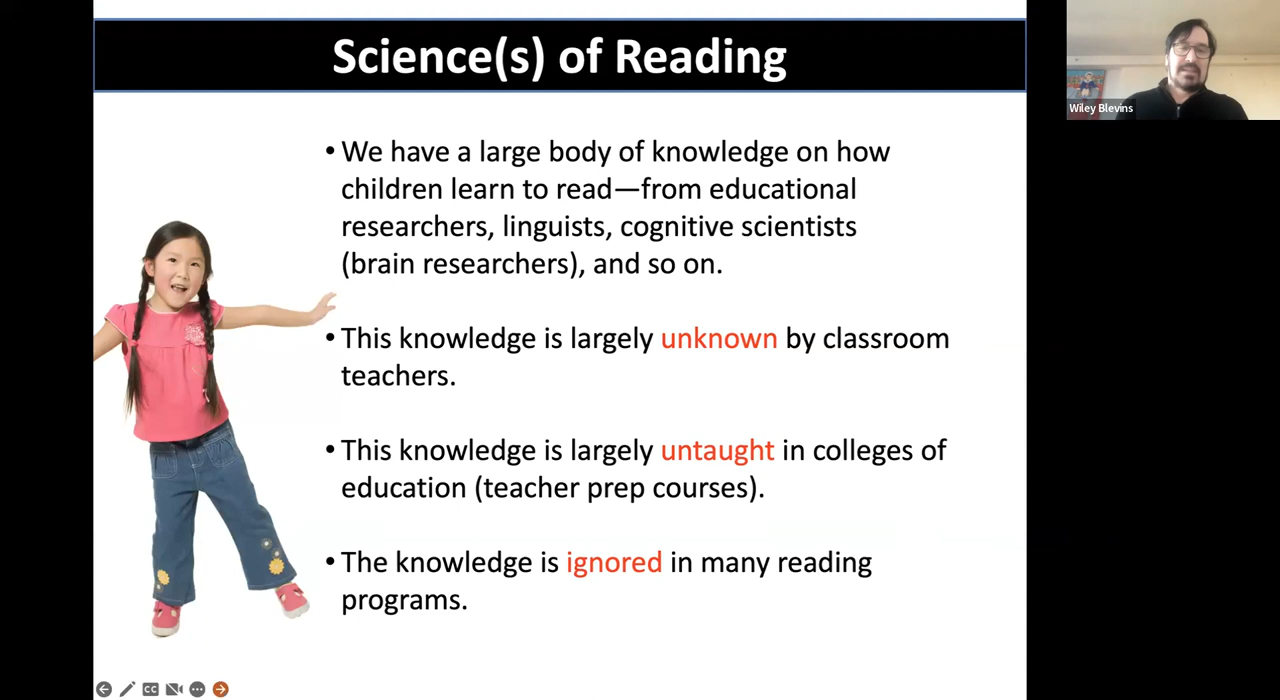 Science(s) of Reading
Wiley Blevins
• We have a large body of knowledge on how
children learn to read—from educational
researchers, linguists, cognitive scientists
(brain researchers), and so on.
• This knowledge is largely unknown by classroom
teachers.
• This knowledge is largely untaught in colleges of
education (teacher prep courses).
• The knowledge is ignored in many reading
programs.
CC